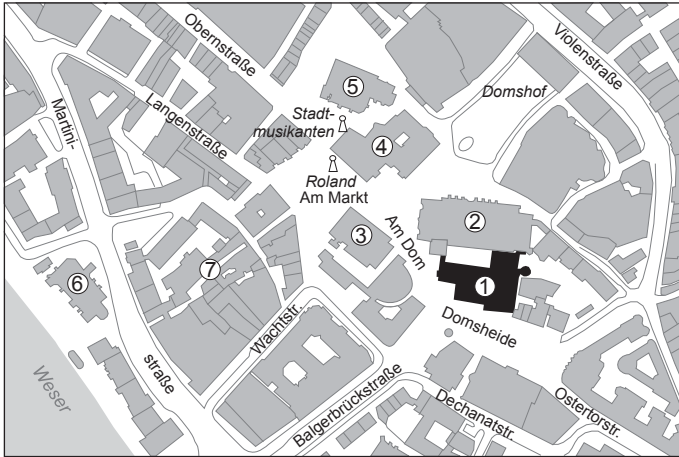 Obernstraße
Violenstraße
5
Domshof
Stadt-
musikanten
Martini-
Langenstraße
4
Roland
Am Markt
3
Am Dom
2
7
1
6
Wachtstr.
Domsheide
straße
Weser
Balgerbrückstraße
Dechanatstr.
Ostertorstr.